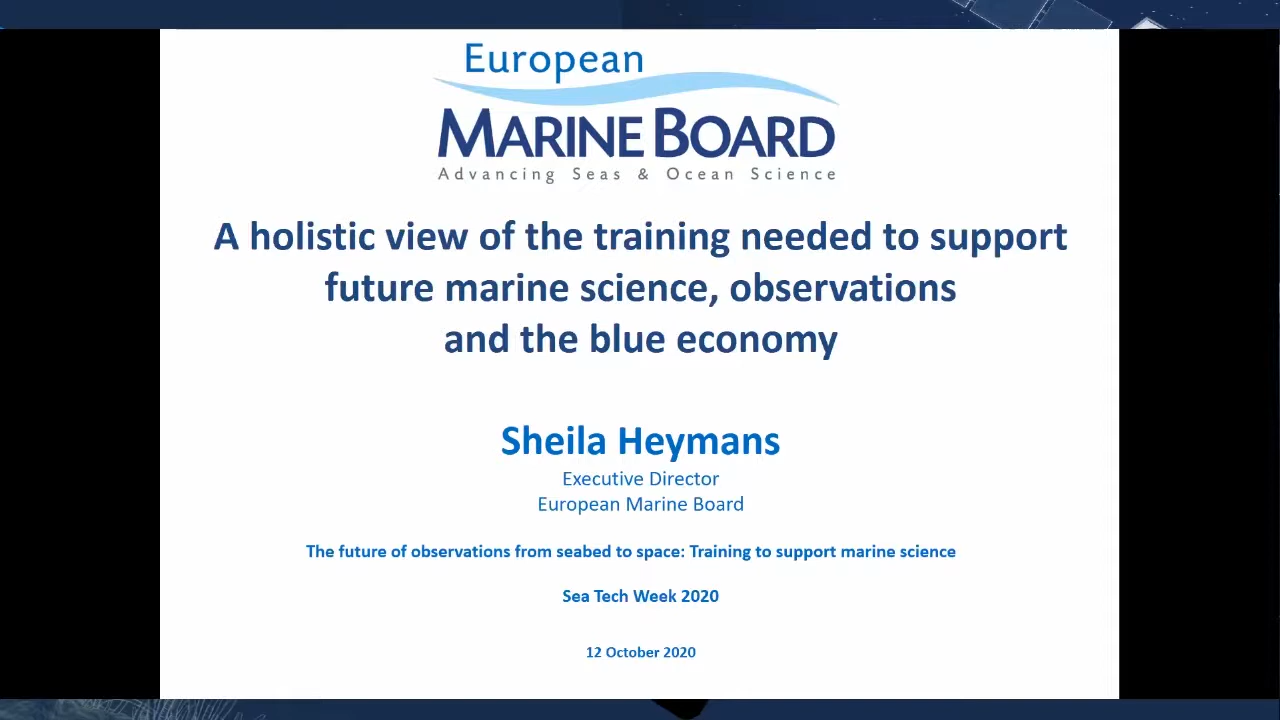 European
MARINE BOARD
Advancing Seas & Ocean Science
A holistic view of the training needed to support
future marine science, observations
and the blue economy
Sheila Heymans
Executive Director
European Marine Board
The future of observations from seabed to space: Training to support marine science
Sea Tech Week 2020
12 October 2020